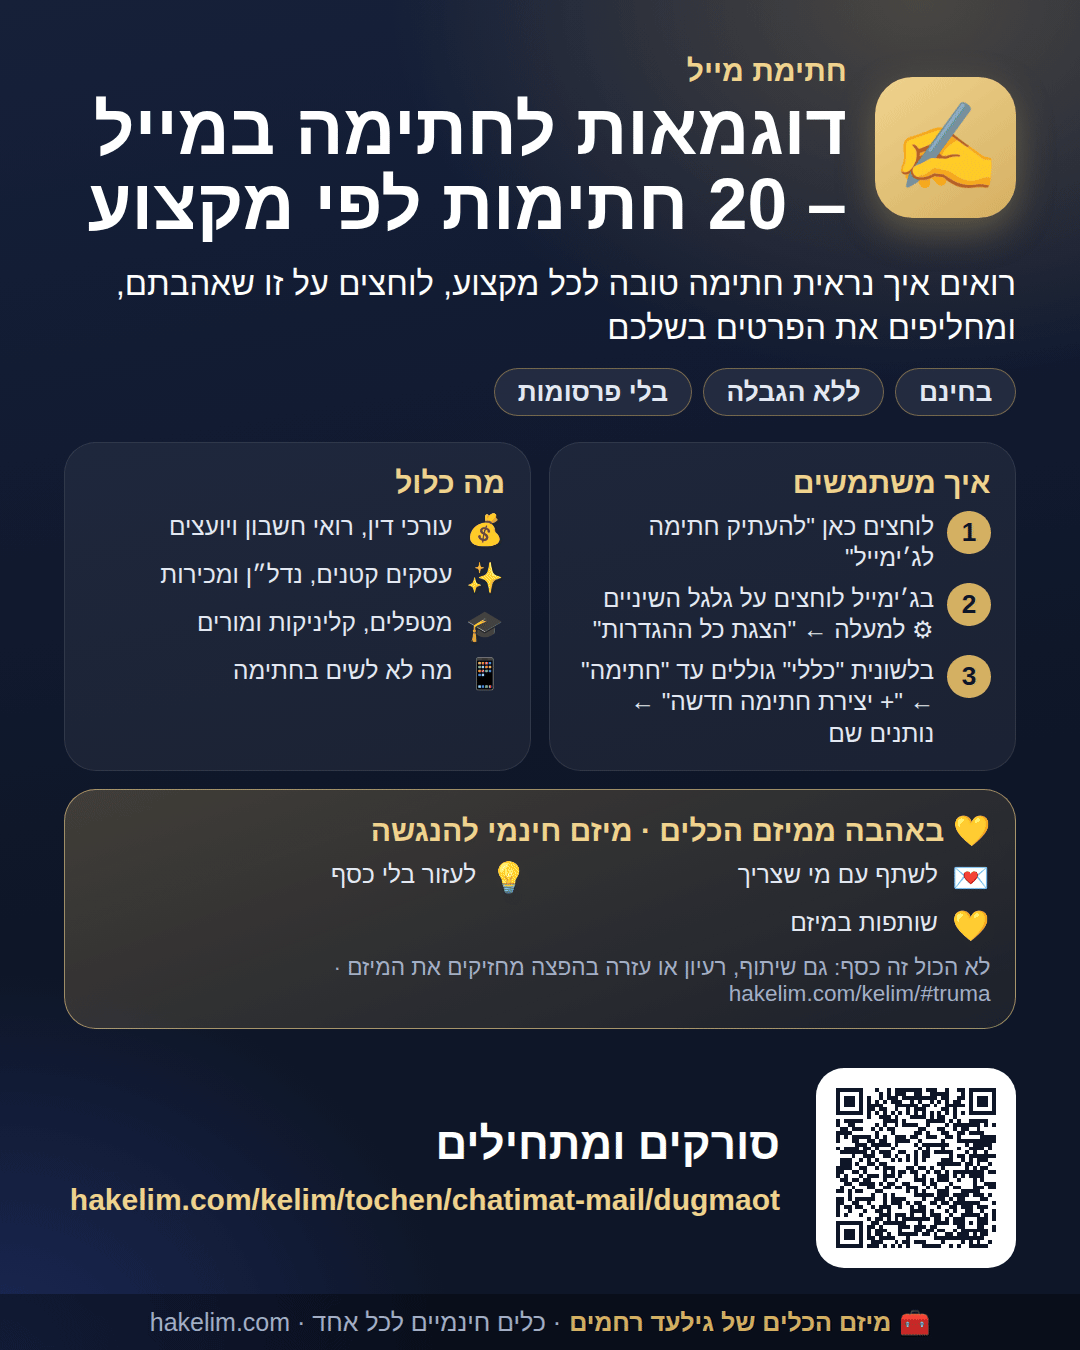 חתימת מייל
דוגמאות לחתימה במייל
– 20 חתימות לפי מקצוע
רואים איך נראית חתימה טובה לכל מקצוע, לוחצים על זו שאהבתם,
ומחליפים את הפרטים בשלכם
בחינם
ללא הגבלה
בלי פרסומות
איך משתמשים
1 לוחצים כאן "להעתיק חתימה
לג׳ימייל"
2 בג׳ימייל לוחצים על גלגל השיניים
⚙ למעלה ← "הצגת כל ההגדרות"
3 בלשונית "כללי" גוללים עד "חתימה"
← "+ יצירת חתימה חדשה" ←
נותנים שם
מה כלול
💰 עורכי דין, רואי חשבון ויועצים
✨ עסקים קטנים, נדל״ן ומכירות
🎓 מטפלים, קליניקות ומורים
📱 מה לא לשים בחתימה
💛 באהבה ממיזם הכלים · מיזם חינמי להנגשה
💌 לשתף עם מי שצריך
💡 לעזור בלי כסף
💛 שותפות במיזם
לא הכול זה כסף: גם שיתוף, רעיון או עזרה בהפצה מחזיקים את המיזם ·
hakelim.com/kelim/#truma
סורקים ומתחילים
hakelim.com/kelim/tochen/chatimat-mail/dugmaot
🧰 מיזם הכלים של גילעד רחמים · כלים חינמיים לכל אחד · hakelim.com